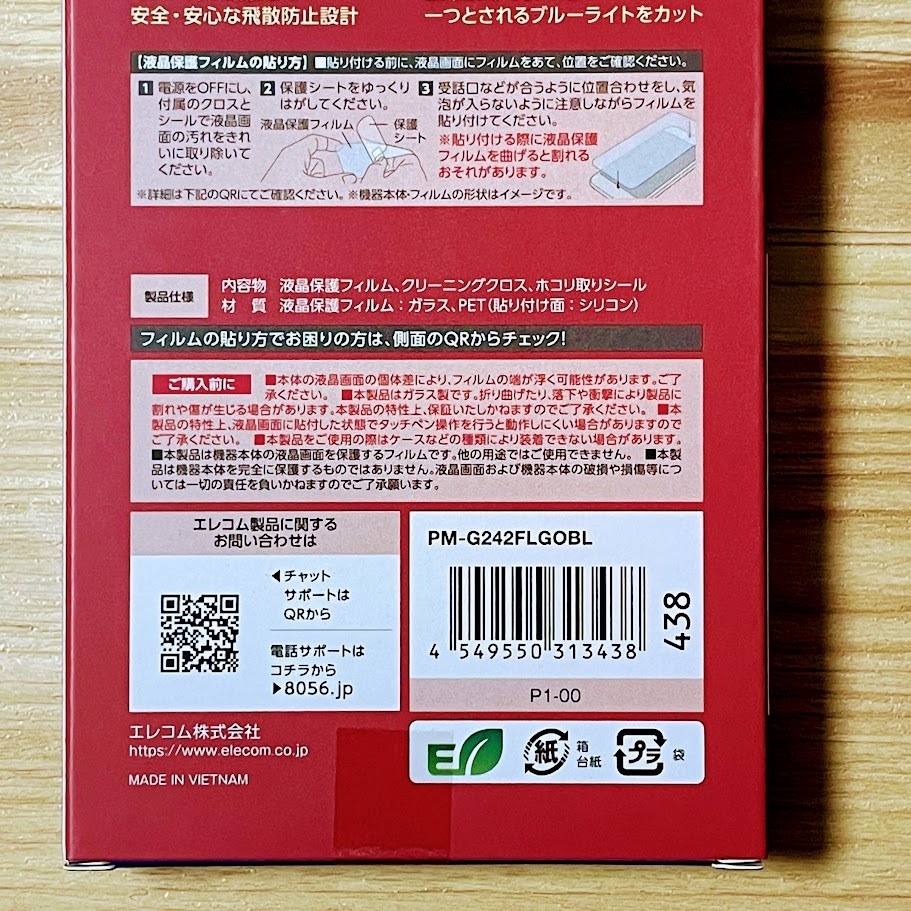 安全・安心な飛散防止設計
一つとされるブルーライトをカット
【液晶保護フィルムの貼り方】 ■貼り付ける前に、液晶画面にフィルムをあて、位置をご確認ください。
1 電源をOFFにし、
付属のクロスと
シールで液晶画
面の汚れをきれ
いに取り除いて
ください。
2 保護シートをゆっくり
はがしてください。
液晶保護フィルム
保護
シート
3 受話口などが合うように位置合わせをし、気
泡が入らないように注意しながらフィルムを
貼り付けてください。
※貼り付ける際に液晶保護
フィルムを曲げると割れる
おそれがあります。
※詳細は下記のQRにてご確認ください。※機器本体・フィルムの形状はイメージです。
製品仕様
内容物 液晶保護フィルム、クリーニングクロス、ホコリ取りシール
材 質 液晶保護フィルム：ガラス、PET（貼り付け面：シリコン）
フィルムの貼り方でお困りの方は、側面のQRからチェック！
ご購入前に
■本体の液晶画面の個体差により、フィルムの端が浮く可能性があります。ご了
承ください。 ■本製品はガラス製です。折り曲げたり、落下や衝撃により製品に
割れや傷が生じる場合があります。本製品の特性上、保証いたしかねますのでご了承ください。 ■本
製品の特性上、液晶画面に貼付した状態でタッチペン操作を行うと動作しにくい場合がありますので
ご了承ください。 ■本製品をご使用の際はケースなどの種類により装着できない場合があります。
■本製品は機器本体の液晶画面を保護するフィルムです。他の用途ではご使用できません。 ■本製
品は機器本体を完全に保護するものではありません。液晶画面および機器本体の破損や損傷等につ
いては一切の責任を負いかねますのでご了承願います。
エレコム製品に関する
お問い合わせは
◀チャット
サポートは
QRから
電話サポートは
コチラから
▶8056.jp
PM-G242FLGOBL
4 549550 313438
438
P1-00
エレコム株式会社
https://www.elecom.co.jp
MADE IN VIETNAM
E
紙
箱
台紙
プラ
袋